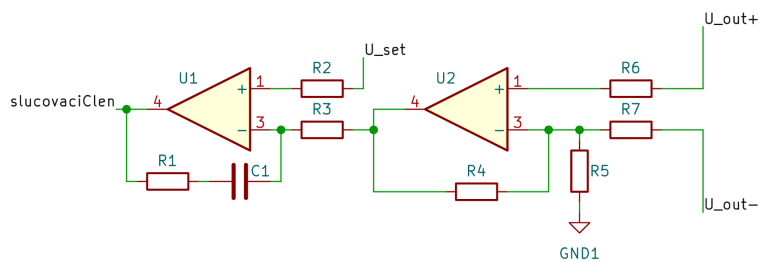 U_out+
U_set
U1
R2
U2
R6
1
+
1
+
slucovaciClen
4
R3
4
R7
3
-
3
-
R1
C1
R4
R5
U_out-
GND1